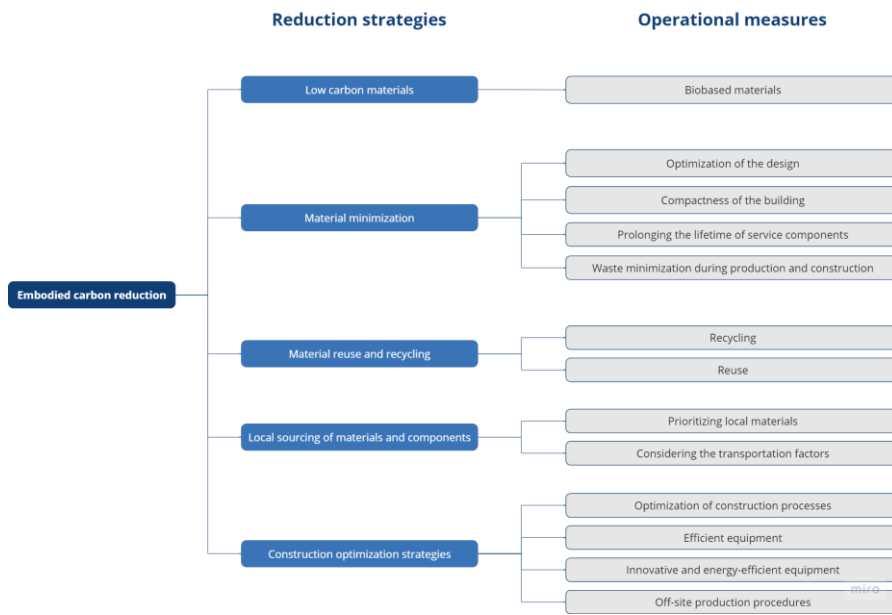 Reduction strategies
Operational measures
Low carbon materials
Biobased materials
Optimization of the design
Compactness of the building
Material minimization
Prolonging the lifetime of service components
Waste minimization during production and construction
Embodied carbon reduction
Recycling
Material reuse and recycling
Reuse
Prioritizing local materials
Local sourcing of materials and components
Considering the transportation factors
Optimization of construction processes
Efficient equipment
Construction optimization strategies
Innovative and energy-efficient equipment
miro
Off-site production procedures